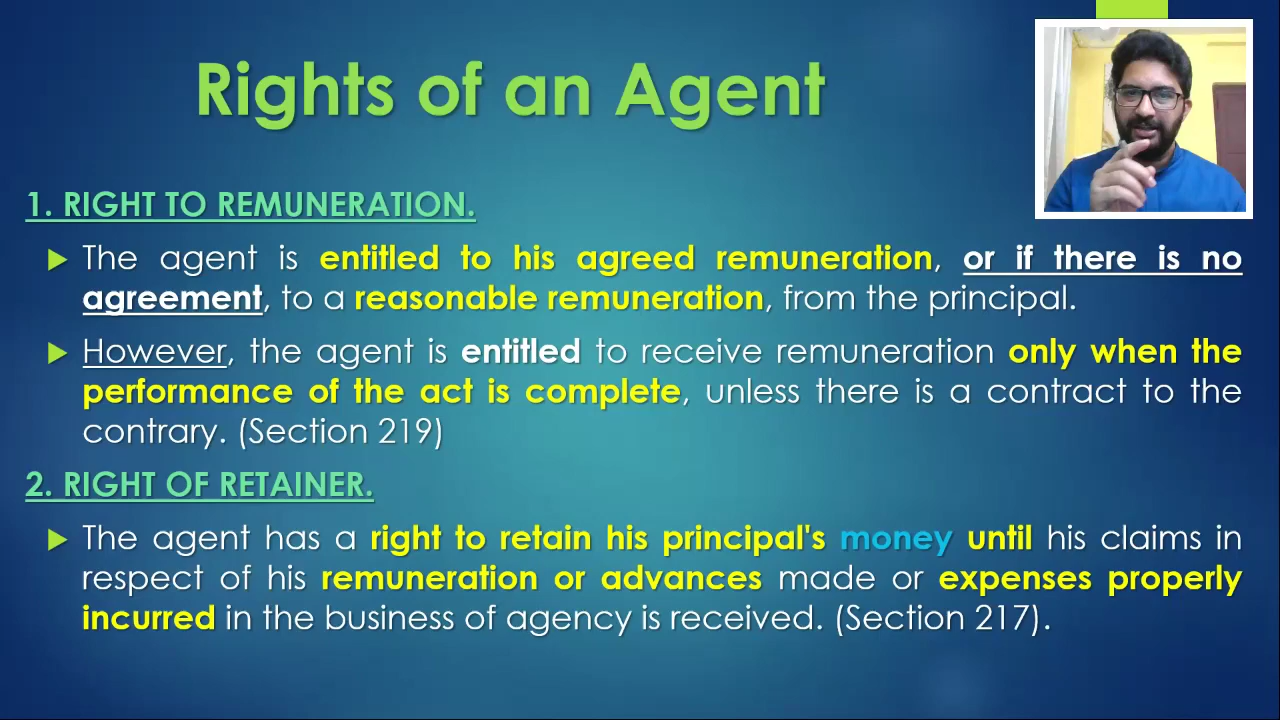 Rights of an Agent
1. RIGHT TO REMUNERATION.
The agent is entitled to his agreed remuneration, or if there is no
agreement, to a reasonable remuneration, from the principal.
However, the agent is entitled to receive remuneration only when the
performance of the act is complete, unless there is a contract to the
contrary. (Section 219)
2. RIGHT OF RETAINER.
The agent has a right to retain his principal's money until his claims in
respect of his remuneration or advances made or expenses properly
incurred in the business of agency is received. (Section 217).